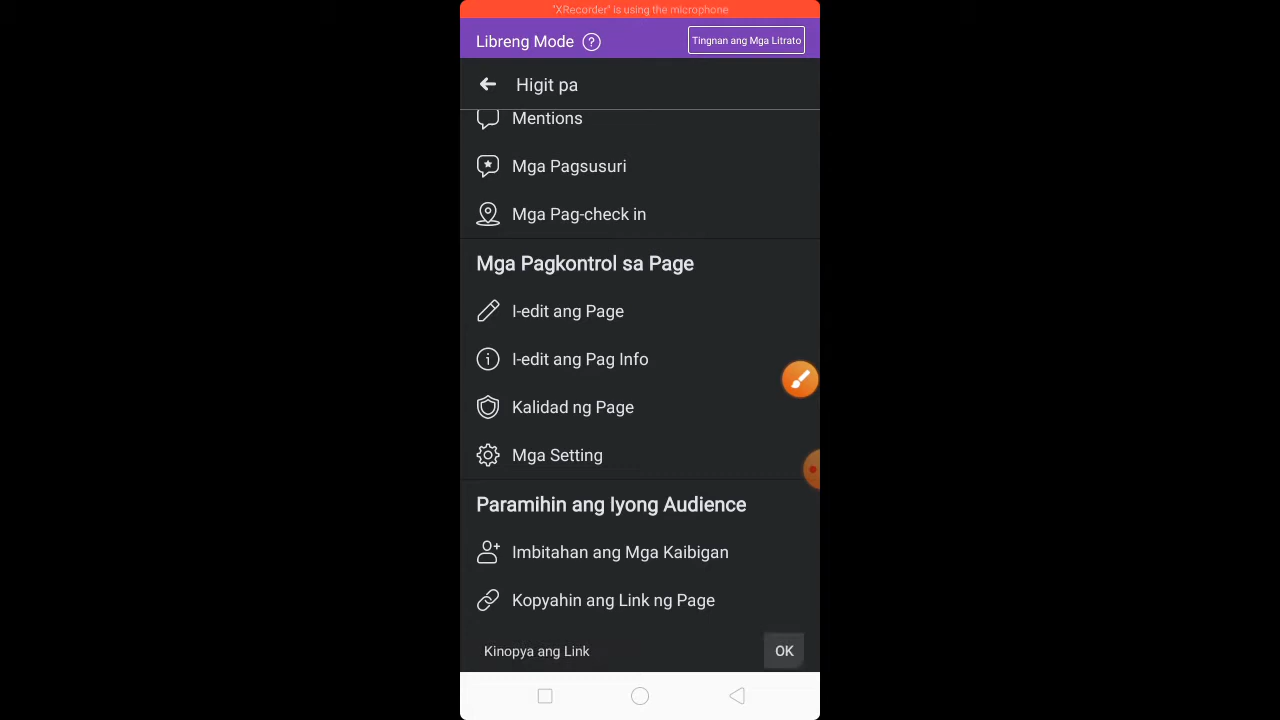 "XRecorder" is using the microphone
Libreng Mode ?
Tingnan ang Mga Litrato
Higit pa
Mentions
Mga Pagsusuri
Mga Pag-check in
Mga Pagkontrol sa Page
I-edit ang Page
I-edit ang Pag Info
Kalidad ng Page
Mga Setting
Paramihin ang Iyong Audience
Imbitahan ang Mga Kaibigan
Kopyahin ang Link ng Page
Kinopya ang Link
OK